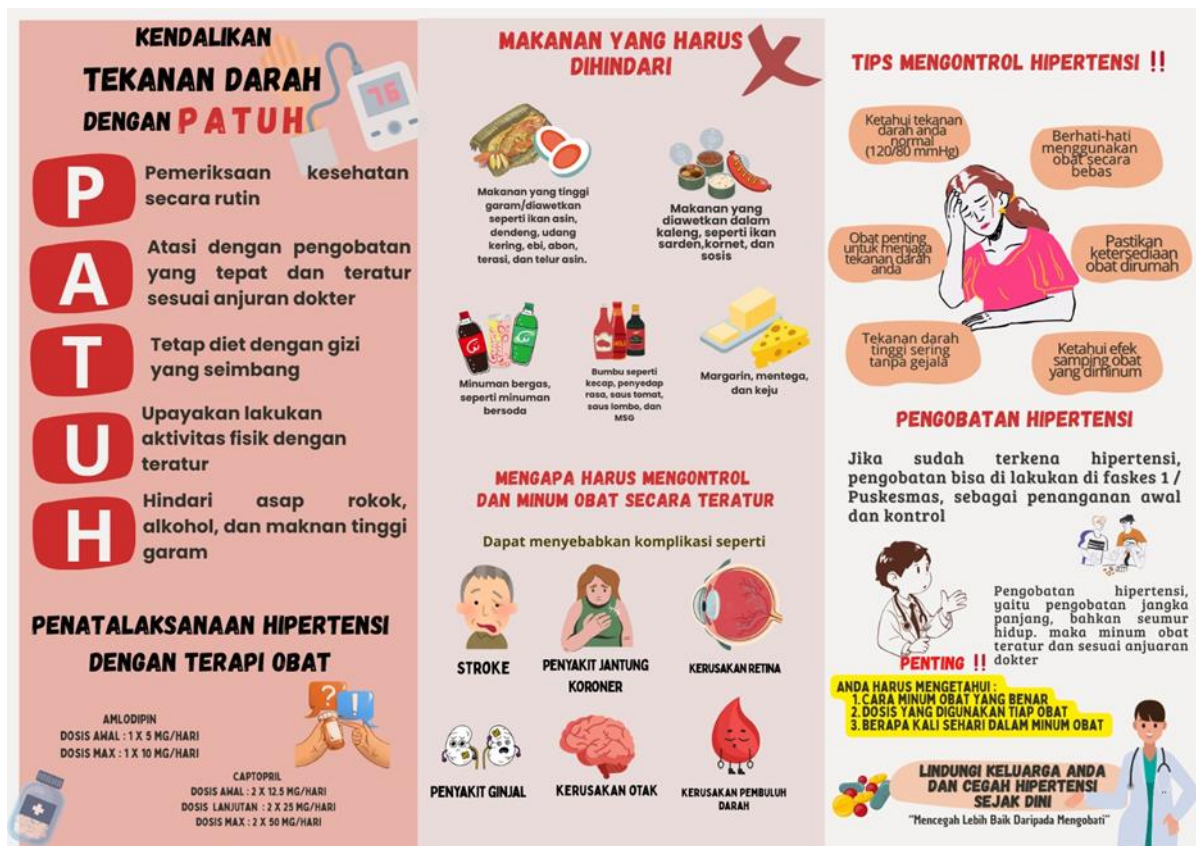 KENDALIKAN
TEKANAN DARAH
DENGAN PATUH
76
P
Pemeriksaan kesehatan
secara rutin
A
Atasi dengan pengobatan
yang tepat dan teratur
sesuai anjuran dokter
T
Tetap diet dengan gizi
yang seimbang
U
Upayakan lakukan
aktivitas fisik dengan
teratur
H
Hindari asap rokok,
alkohol, dan maknan tinggi
garam
PENATALAKSANAAN HIPERTENSI
DENGAN TERAPI OBAT
AMLODIPIN
DOSIS AWAL : 1 X 5 MG/HARI
DOSIS MAX : 1 X 10 MG/HARI
? !
CAPTOPRIL
DOSIS AWAL : 2 X 12.5 MG/HARI
DOSIS LANJUTAN : 2 X 25 MG/HARI
DOSIS MAX : 2 X 50 MG/HARI
MAKANAN YANG HARUS
DIHINDARI
Makanan yang tinggi
garam/diawetkan
seperti ikan asin,
dendeng, udang
kering, ebi, abon,
terasi, dan telur asin.
Makanan yang
diawetkan dalam
kaleng, seperti ikan
sarden,kornet, dan
sosis
Minuman bergas,
seperti minuman
bersoda
Bumbu seperti
kecap, penyedap
rasa, saus tomat,
saus lombo, dan
MSG
Margarin, mentega,
dan keju
MENGAPA HARUS MENGONTROL
DAN MINUM OBAT SECARA TERATUR
Dapat menyebabkan komplikasi seperti
STROKE
PENYAKIT JANTUNG
KORONER
KERUSAKAN RETINA
PENYAKIT GINJAL
KERUSAKAN OTAK
KERUSAKAN PEMBULUH
DARAH
TIPS MENGONTROL HIPERTENSI !!
Ketahui tekanan
darah anda
normal
(120/80 mmHg)
Berhati-hati
menggunakan
obat secara
bebas
Obat penting
untuk menjaga
tekanan darah
anda
Pastikan
ketersediaan
obat dirumah
Tekanan darah
tinggi sering
tanpa gejala
Ketahui efek
samping obat
yang diminum
PENGOBATAN HIPERTENSI
Jika sudah terkena hipertensi,
pengobatan bisa di lakukan di faskes 1 /
Puskesmas, sebagai penanganan awal
dan kontrol
Pengobatan hipertensi,
yaitu pengobatan jangka
panjang, bahkan seumur
hidup. maka minum obat
teratur dan sesuai anjuaran
dokter
PENTING !!
ANDA HARUS MENGETAHUI :
1. CARA MINUM OBAT YANG BENAR
2. DOSIS YANG DIGUNAKAN TIAP OBAT
3. BERAPA KALI SEHARI DALAM MINUM OBAT
LINDUNGI KELUARGA ANDA
DAN CEGAH HIPERTENSI
SEJAK DINI
"Mencegah Lebih Baik Daripada Mengobati"